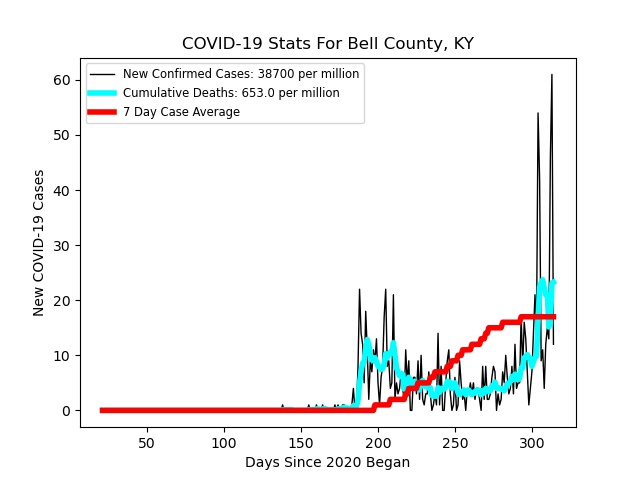 COVID-19 Stats For Bell County, KY
New Confirmed Cases: 38700 per million
Cumulative Deaths: 653.0 per million
7 Day Case Average
60
50
40
30
20
10
0
New COVID-19 Cases
50 100 150 200 250 300
Days Since 2020 Began